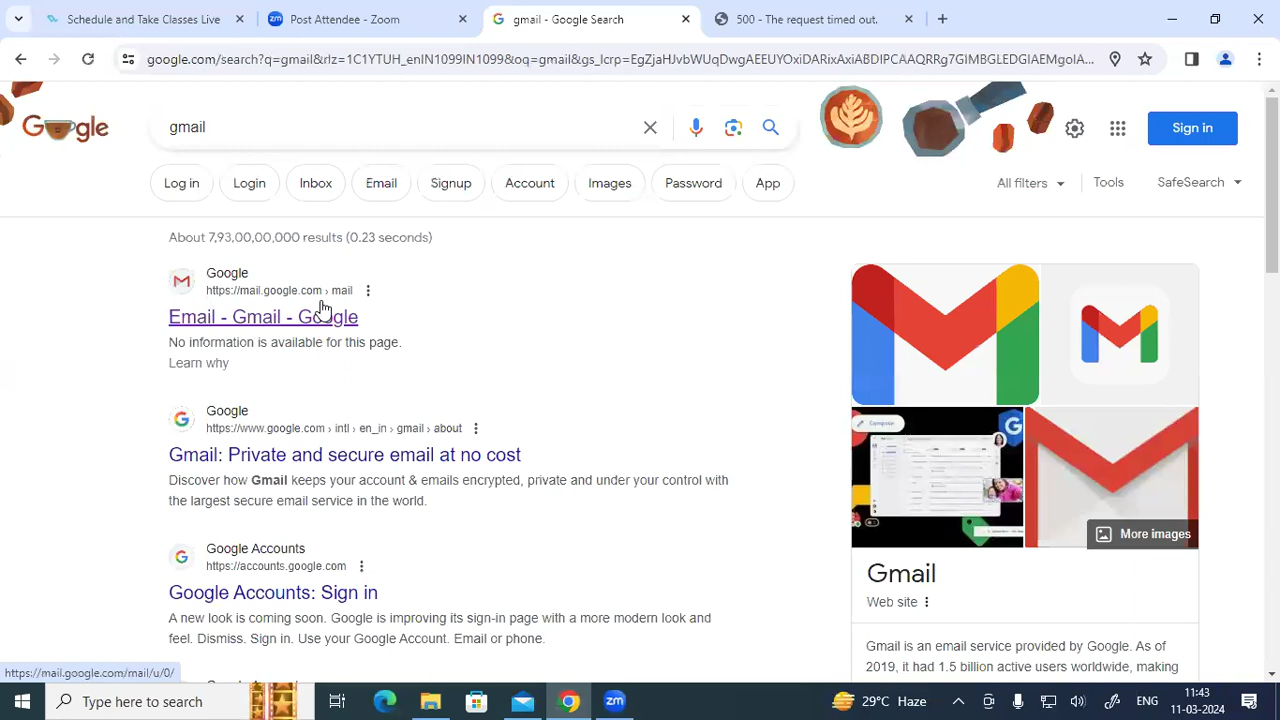 Schedule and Take Classes Live
Post Attendee - Zoom
gmail - Google Search
500 - The request timed out.
google.com/search?q=gmail&rlz=1C1YTUH_enIN1099IN1099&oq=gmail&gs_lcrp=EgZjaHJvbWUqDwgAEEUYOxiDARixAxiABDIPCAAQRRg7GIMBGLEDGIAEMgoIA...
Google
gmail
Sign in
Log in
Login
Inbox
Email
Signup
Account
Images
Password
App
All filters
Tools
SafeSearch
About 7,93,00,00,000 results (0.23 seconds)
Google
https://mail.google.com › mail
Email - Gmail - Google
No information is available for this page.
Learn why
Google
https://www.google.com › intl › en_in › gmail › about
Gmail: Private and secure email at no cost
Discover how Gmail keeps your account & emails encrypted, private and under your control with
the largest secure email service in the world.
Google Accounts
https://accounts.google.com
Google Accounts: Sign in
A new look is coming soon. Google is improving its sign-in page with a more modern look and
feel. Dismiss. Sign in. Use your Google Account. Email or phone.
More images
Gmail
Web site
Gmail is an email service provided by Google. As of
2019, it had 1.5 billion active users worldwide, making
https://mail.google.com/mail/u/0/
Type here to search
29°C Haze
ENG
11:43
11-03-2024